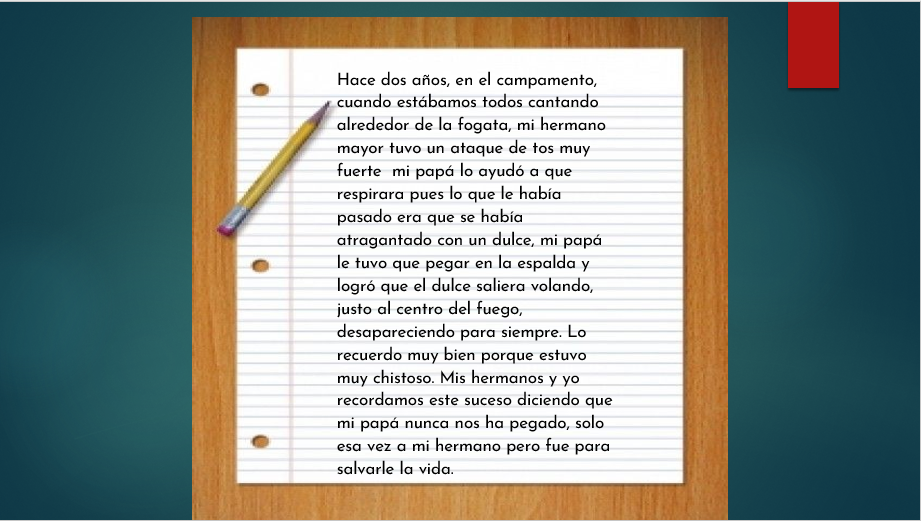 Hace dos años, en el campamento,
cuando estábamos todos cantando
alrededor de la fogata, mi hermano
mayor tuvo un ataque de tos muy
fuerte  mi papá lo ayudó a que
respirara pues lo que le había
pasado era que se había
atragantado con un dulce, mi papá
le tuvo que pegar en la espalda y
logró que el dulce saliera volando,
justo al centro del fuego,
desapareciendo para siempre. Lo
recuerdo muy bien porque estuvo
muy chistoso. Mis hermanos y yo
recordamos este suceso diciendo que
mi papá nunca nos ha pegado, solo
esa vez a mi hermano pero fue para
salvarle la vida.